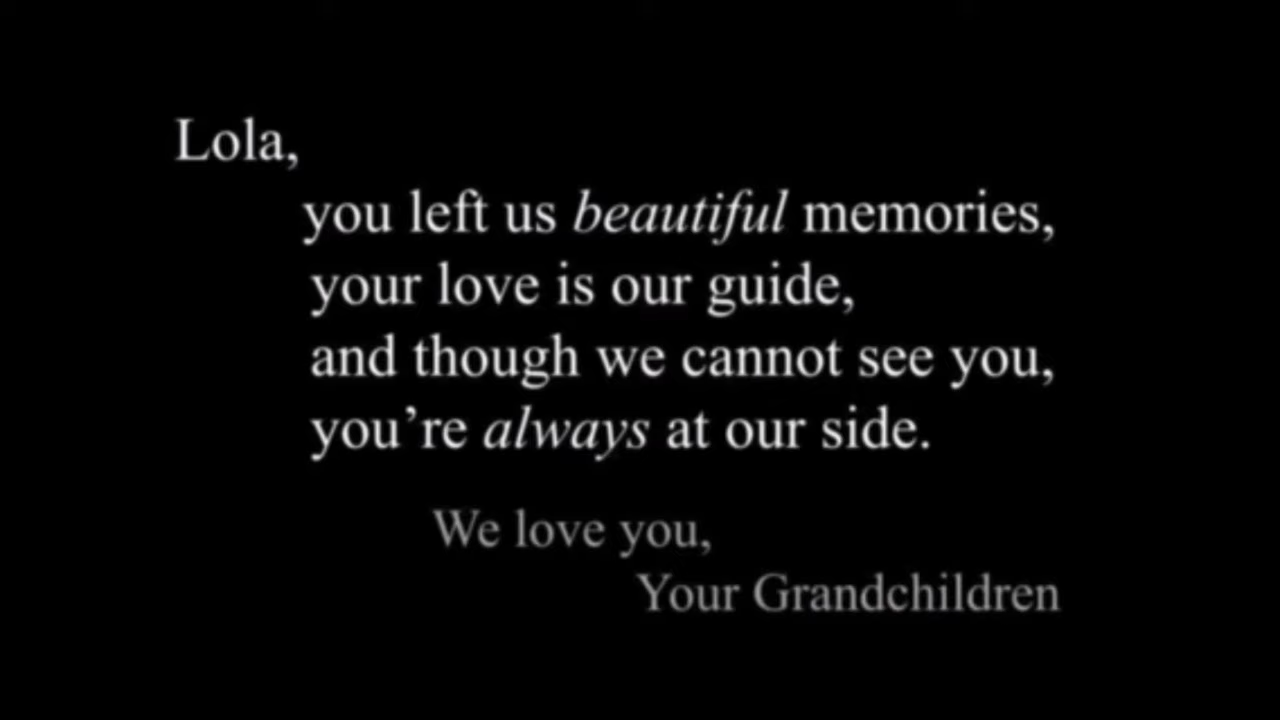 Lola,
you left us beautiful memories,
your love is our guide,
and though we cannot see you,
you’re always at our side.
We love you,
Your Grandchildren